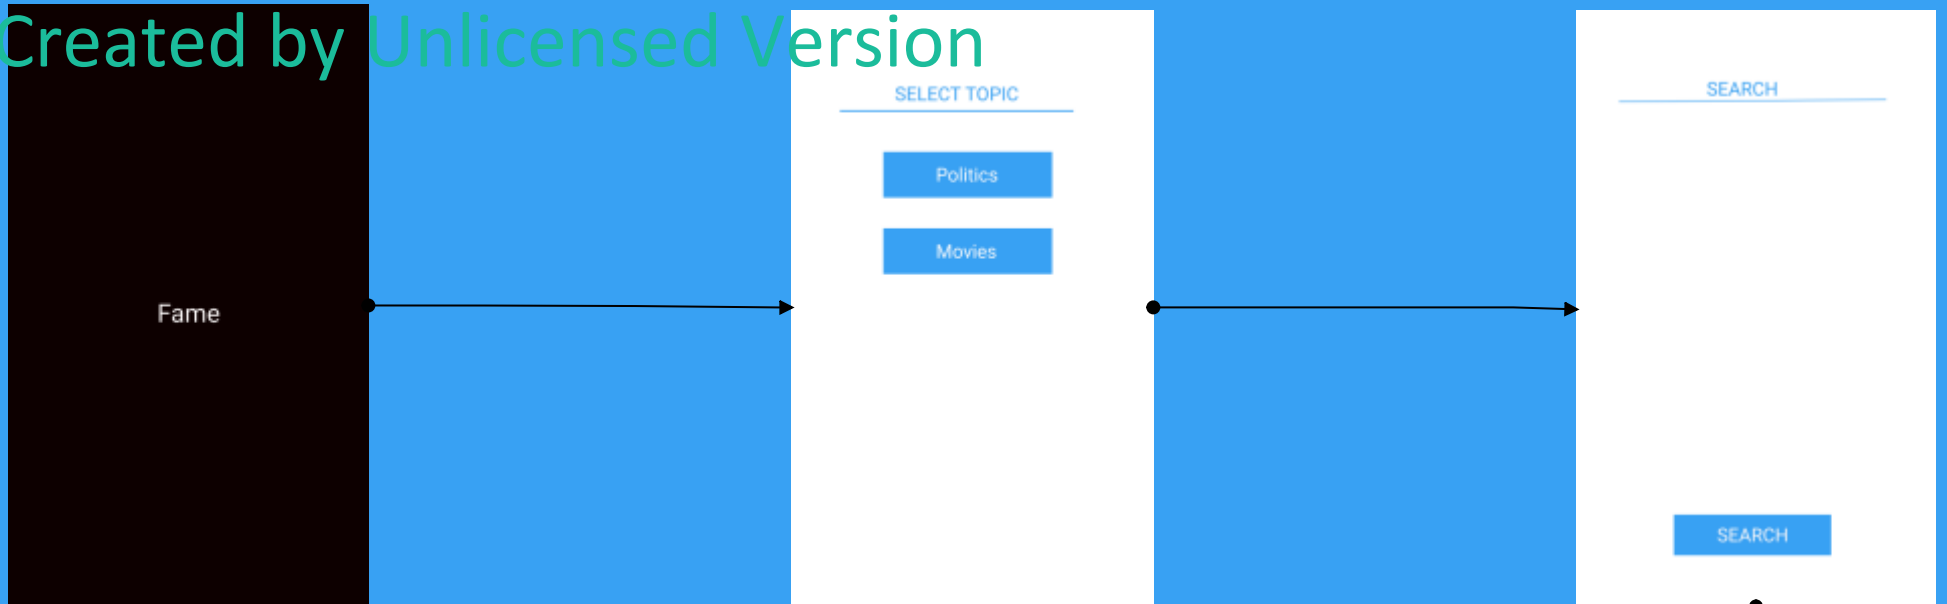 Created by Unlicensed Version
Fame
SELECT TOPIC
Politics
Movies
SEARCH
SEARCH